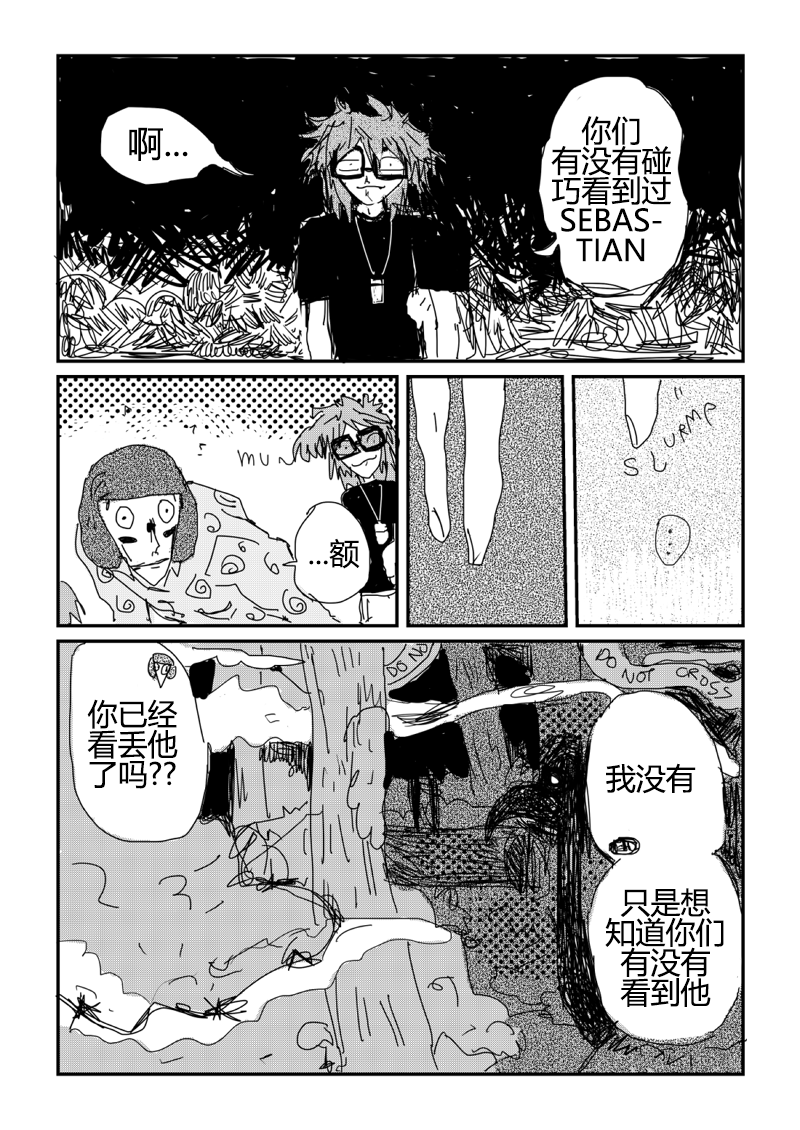 啊...
你们
有没有碰
巧看到过
SEBAS-
TIAN
MUN
...额
SLURMP
...
DO NO
DO NOT CROSS
你已经
看丢他
了吗??
我没有
只是想
知道你们
有没有
看到他